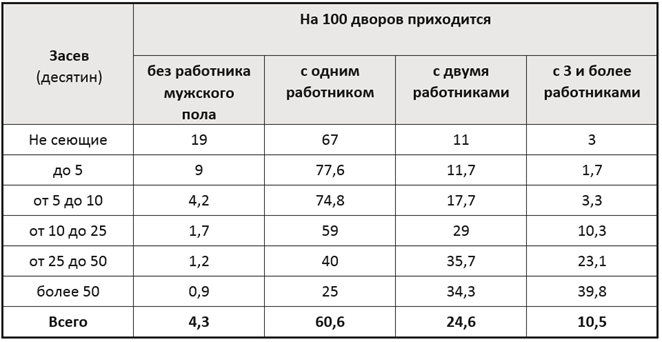 Засев
(десятин)
На 100 дворов приходится
без работника
мужского
пола
с одним
работником
с двумя
работниками
с 3 и более
работниками
Не сеющие 19 67 11 3
до 5 9 77,6 11,7 1,7
от 5 до 10 4,2 74,8 17,7 3,3
от 10 до 25 1,7 59 29 10,3
от 25 до 50 1,2 40 35,7 23,1
более 50 0,9 25 34,3 39,8
Всего 4,3 60,6 24,6 10,5